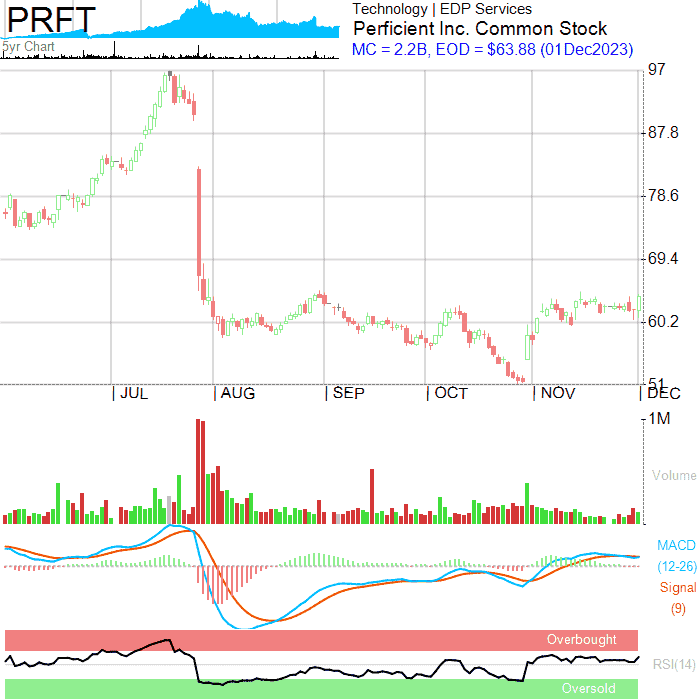 PRFT
5yr Chart
Technology | EDP Services
Perficient Inc. Common Stock
MC = 2.2B, EOD = $63.88 (01Dec2023)
97
87.8
78.6
69.4
60.2
51
| JUL | AUG | SEP | OCT | NOV | DEC
1M
Volume
MACD
(12-26)
Signal
(9)
Overbought
RSI(14)
Oversold